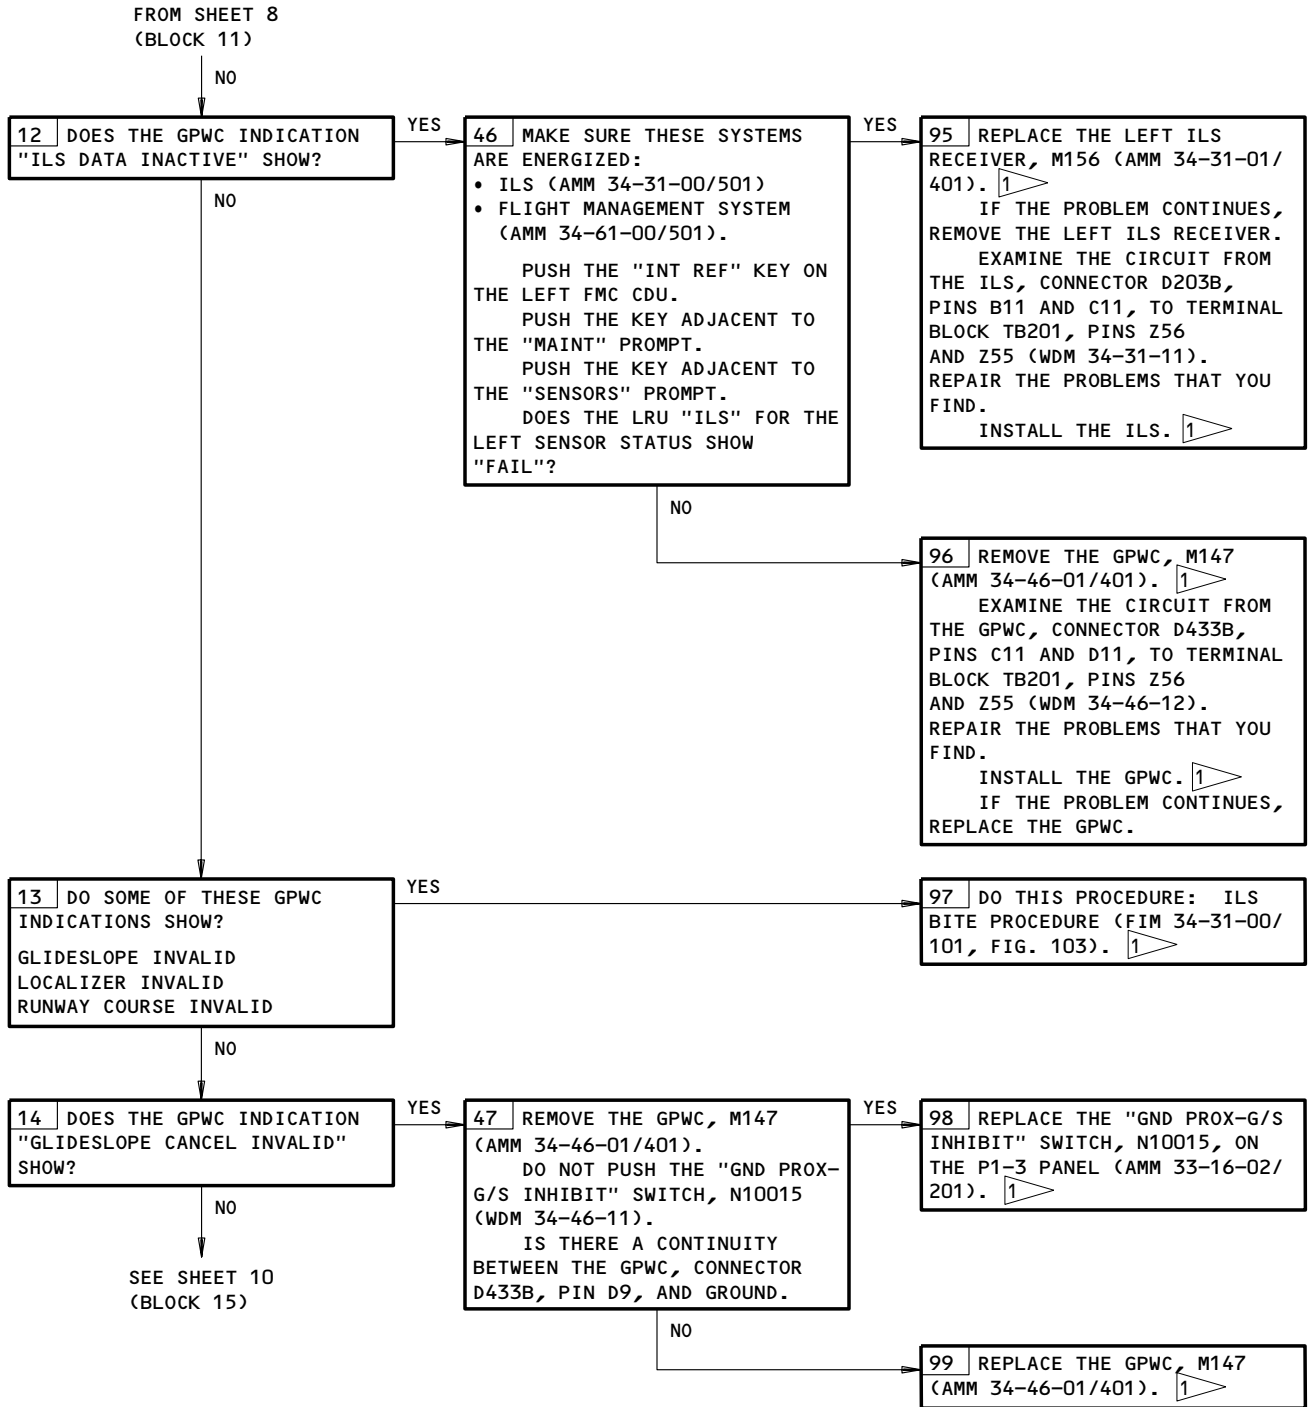 FROM SHEET 8
(BLOCK 11)
NO
12 DOES THE GPWC INDICATION
"ILS DATA INACTIVE" SHOW?
YES
NO
46 MAKE SURE THESE SYSTEMS
ARE ENERGIZED:
• ILS (AMM 34-31-00/501)
• FLIGHT MANAGEMENT SYSTEM
(AMM 34-61-00/501).
PUSH THE "INT REF" KEY ON
THE LEFT FMC CDU.
PUSH THE KEY ADJACENT TO
THE "MAINT" PROMPT.
PUSH THE KEY ADJACENT TO
THE "SENSORS" PROMPT.
DOES THE LRU "ILS" FOR THE
LEFT SENSOR STATUS SHOW
"FAIL"?
YES
NO
95 REPLACE THE LEFT ILS
RECEIVER, M156 (AMM 34-31-01/
401). 1
IF THE PROBLEM CONTINUES,
REMOVE THE LEFT ILS RECEIVER.
EXAMINE THE CIRCUIT FROM
THE ILS, CONNECTOR D203B,
PINS B11 AND C11, TO TERMINAL
BLOCK TB201, PINS Z56
AND Z55 (WDM 34-31-11).
REPAIR THE PROBLEMS THAT YOU
FIND.
INSTALL THE ILS. 1
96 REMOVE THE GPWC, M147
(AMM 34-46-01/401). 1
EXAMINE THE CIRCUIT FROM
THE GPWC, CONNECTOR D433B,
PINS C11 AND D11, TO TERMINAL
BLOCK TB201, PINS Z56
AND Z55 (WDM 34-46-12).
REPAIR THE PROBLEMS THAT YOU
FIND.
INSTALL THE GPWC. 1
IF THE PROBLEM CONTINUES,
REPLACE THE GPWC.
13 DO SOME OF THESE GPWC
INDICATIONS SHOW?
GLIDESLOPE INVALID
LOCALIZER INVALID
RUNWAY COURSE INVALID
YES
NO
97 DO THIS PROCEDURE: ILS
BITE PROCEDURE (FIM 34-31-00/
101, FIG. 103). 1
14 DOES THE GPWC INDICATION
"GLIDESLOPE CANCEL INVALID"
SHOW?
YES
NO
SEE SHEET 10
(BLOCK 15)
47 REMOVE THE GPWC, M147
(AMM 34-46-01/401).
DO NOT PUSH THE "GND PROX-
G/S INHIBIT" SWITCH, N10015
(WDM 34-46-11).
IS THERE A CONTINUITY
BETWEEN THE GPWC, CONNECTOR
D433B, PIN D9, AND GROUND.
YES
NO
98 REPLACE THE "GND PROX-G/S
INHIBIT" SWITCH, N10015, ON
THE P1-3 PANEL (AMM 33-16-02/
201). 1
99 REPLACE THE GPWC, M147
(AMM 34-46-01/401). 1